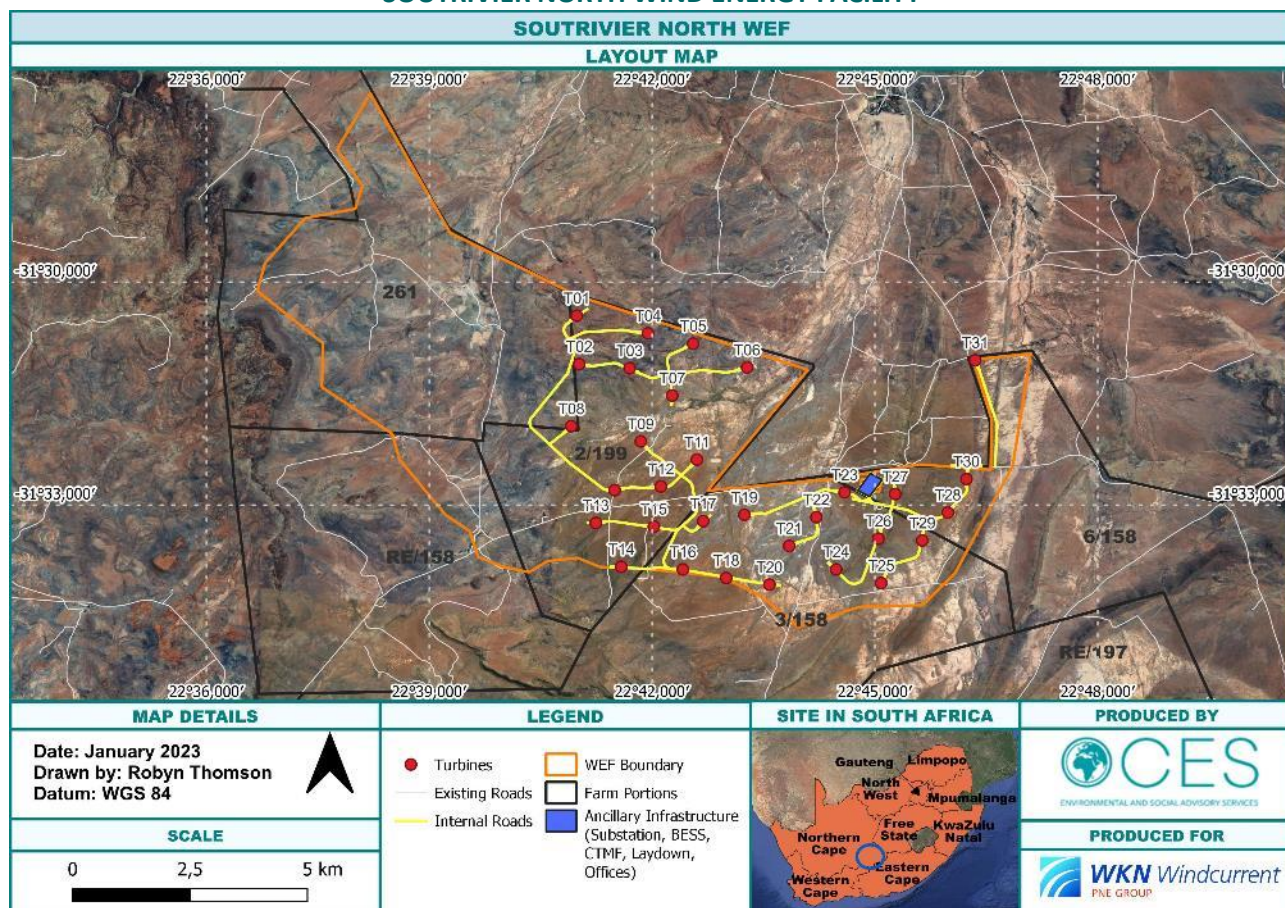 SOUTRIVIER NORTH WIND ENERGY FACILITY
SOUTRIVIER NORTH WEF
LAYOUT MAP
22°36,000′ 22°39,000′ 22°42,000′ 22°45,000′ 22°48,000′
-31°30,000′ -31°30,000′
261
T01
T04
T05
T02 T03 T06
T31
T07
T08
T09
2/199
T11
T12
T30
T23 T27
-31°33,000′ -31°33,000′
T13 T15 T17 T19 T22 T28
T21 T26 T29
RE/158 6/158
T14 T16 T18 T20 T24 T25
3/158
RE/197
22°36,000′ 22°39,000′ 22°42,000′ 22°45,000′ 22°48,000′
MAP DETAILS
Date: January 2023
Drawn by: Robyn Thomson
Datum: WGS 84
SCALE
0 2,5 5 km
LEGEND
Turbines
Existing Roads
Internal Roads
WEF Boundary
Farm Portions
Ancillary Infrastructure
(Substation, BESS,
CTMF, Laydown,
Offices)
SITE IN SOUTH AFRICA
Gauteng
Limpopo
North
West
Mpumalanga
Free
State
KwaZulu
Natal
Northern
Cape
Eastern
Cape
Western
Cape
PRODUCED BY
CES
ENVIRONMENTAL AND SOCIAL ADVISORY SERVICES
PRODUCED FOR
WKN Windcurrent
PNE GROUP